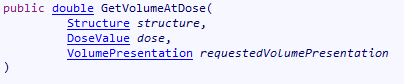 public double GetVolumeAtDose(
Structure structure,
DoseValue dose,
VolumePresentation requestedVolumePresentation
)